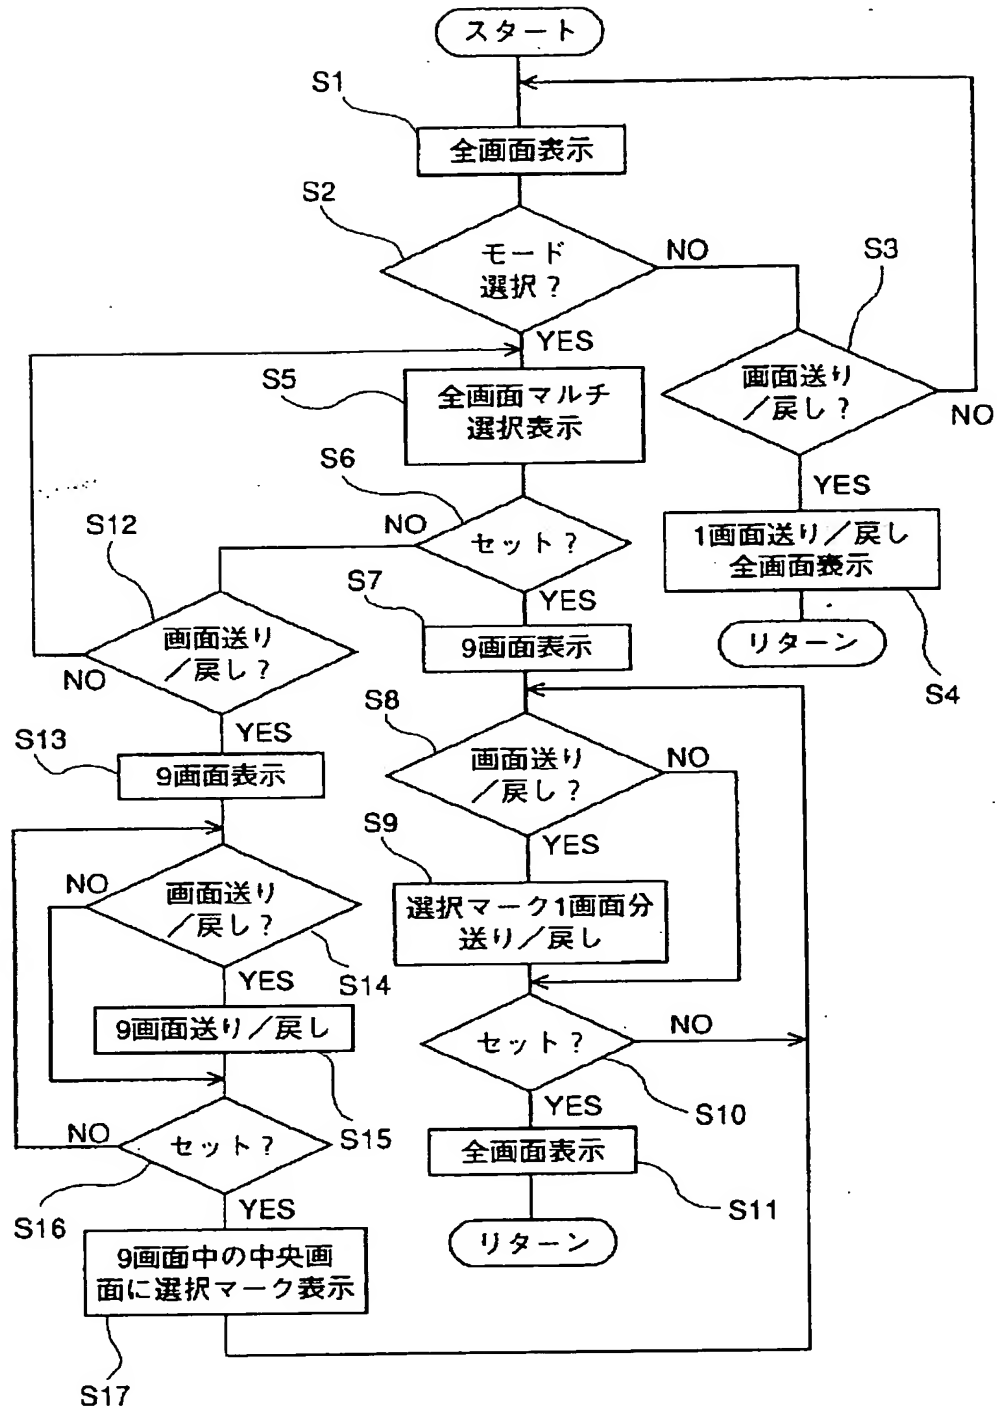 スタート
S1
全画面表示
S2
モード
選択？
NO
S3
YES
画面送り
／戻し？
NO
S5
全画面マルチ
選択表示
YES
S6
1画面送り／戻し
全画面表示
S4
リターン
セット？
NO
S12
YES
S7
9画面表示
画面送り
／戻し？
NO
YES
S8
画面送り
／戻し？
NO
S13
9画面表示
YES
S9
選択マーク1画面分
送り／戻し
画面送り
／戻し？
NO
S14
YES
セット？
NO
S10
9画面送り／戻し
S15
YES
全画面表示
S11
セット？
NO
S16
YES
リターン
9画面中の中央画
面に選択マーク表示
S17